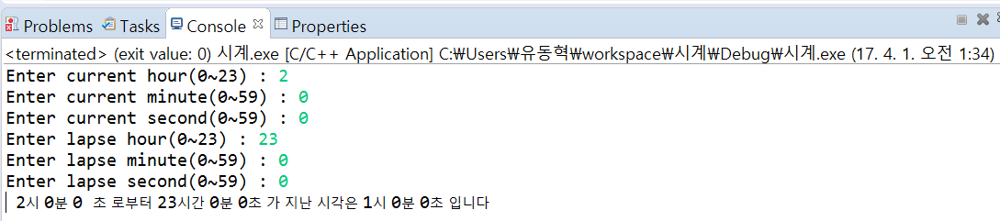 Problems Tasks Console Properties
<terminated> (exit value: 0) 시계.exe [C/C++ Application] C:₩Users₩유동혁₩workspace₩시계₩Debug₩시계.exe (17. 4. 1. 오전 1:34)
Enter current hour(0~23) : 2
Enter current minute(0~59) : 0
Enter current second(0~59) : 0
Enter lapse hour(0~23) : 23
Enter lapse minute(0~59) : 0
Enter lapse second(0~59) : 0
2시 0분 0 초 로부터 23시간 0분 0초 가 지난 시각은 1시 0분 0초 입니다